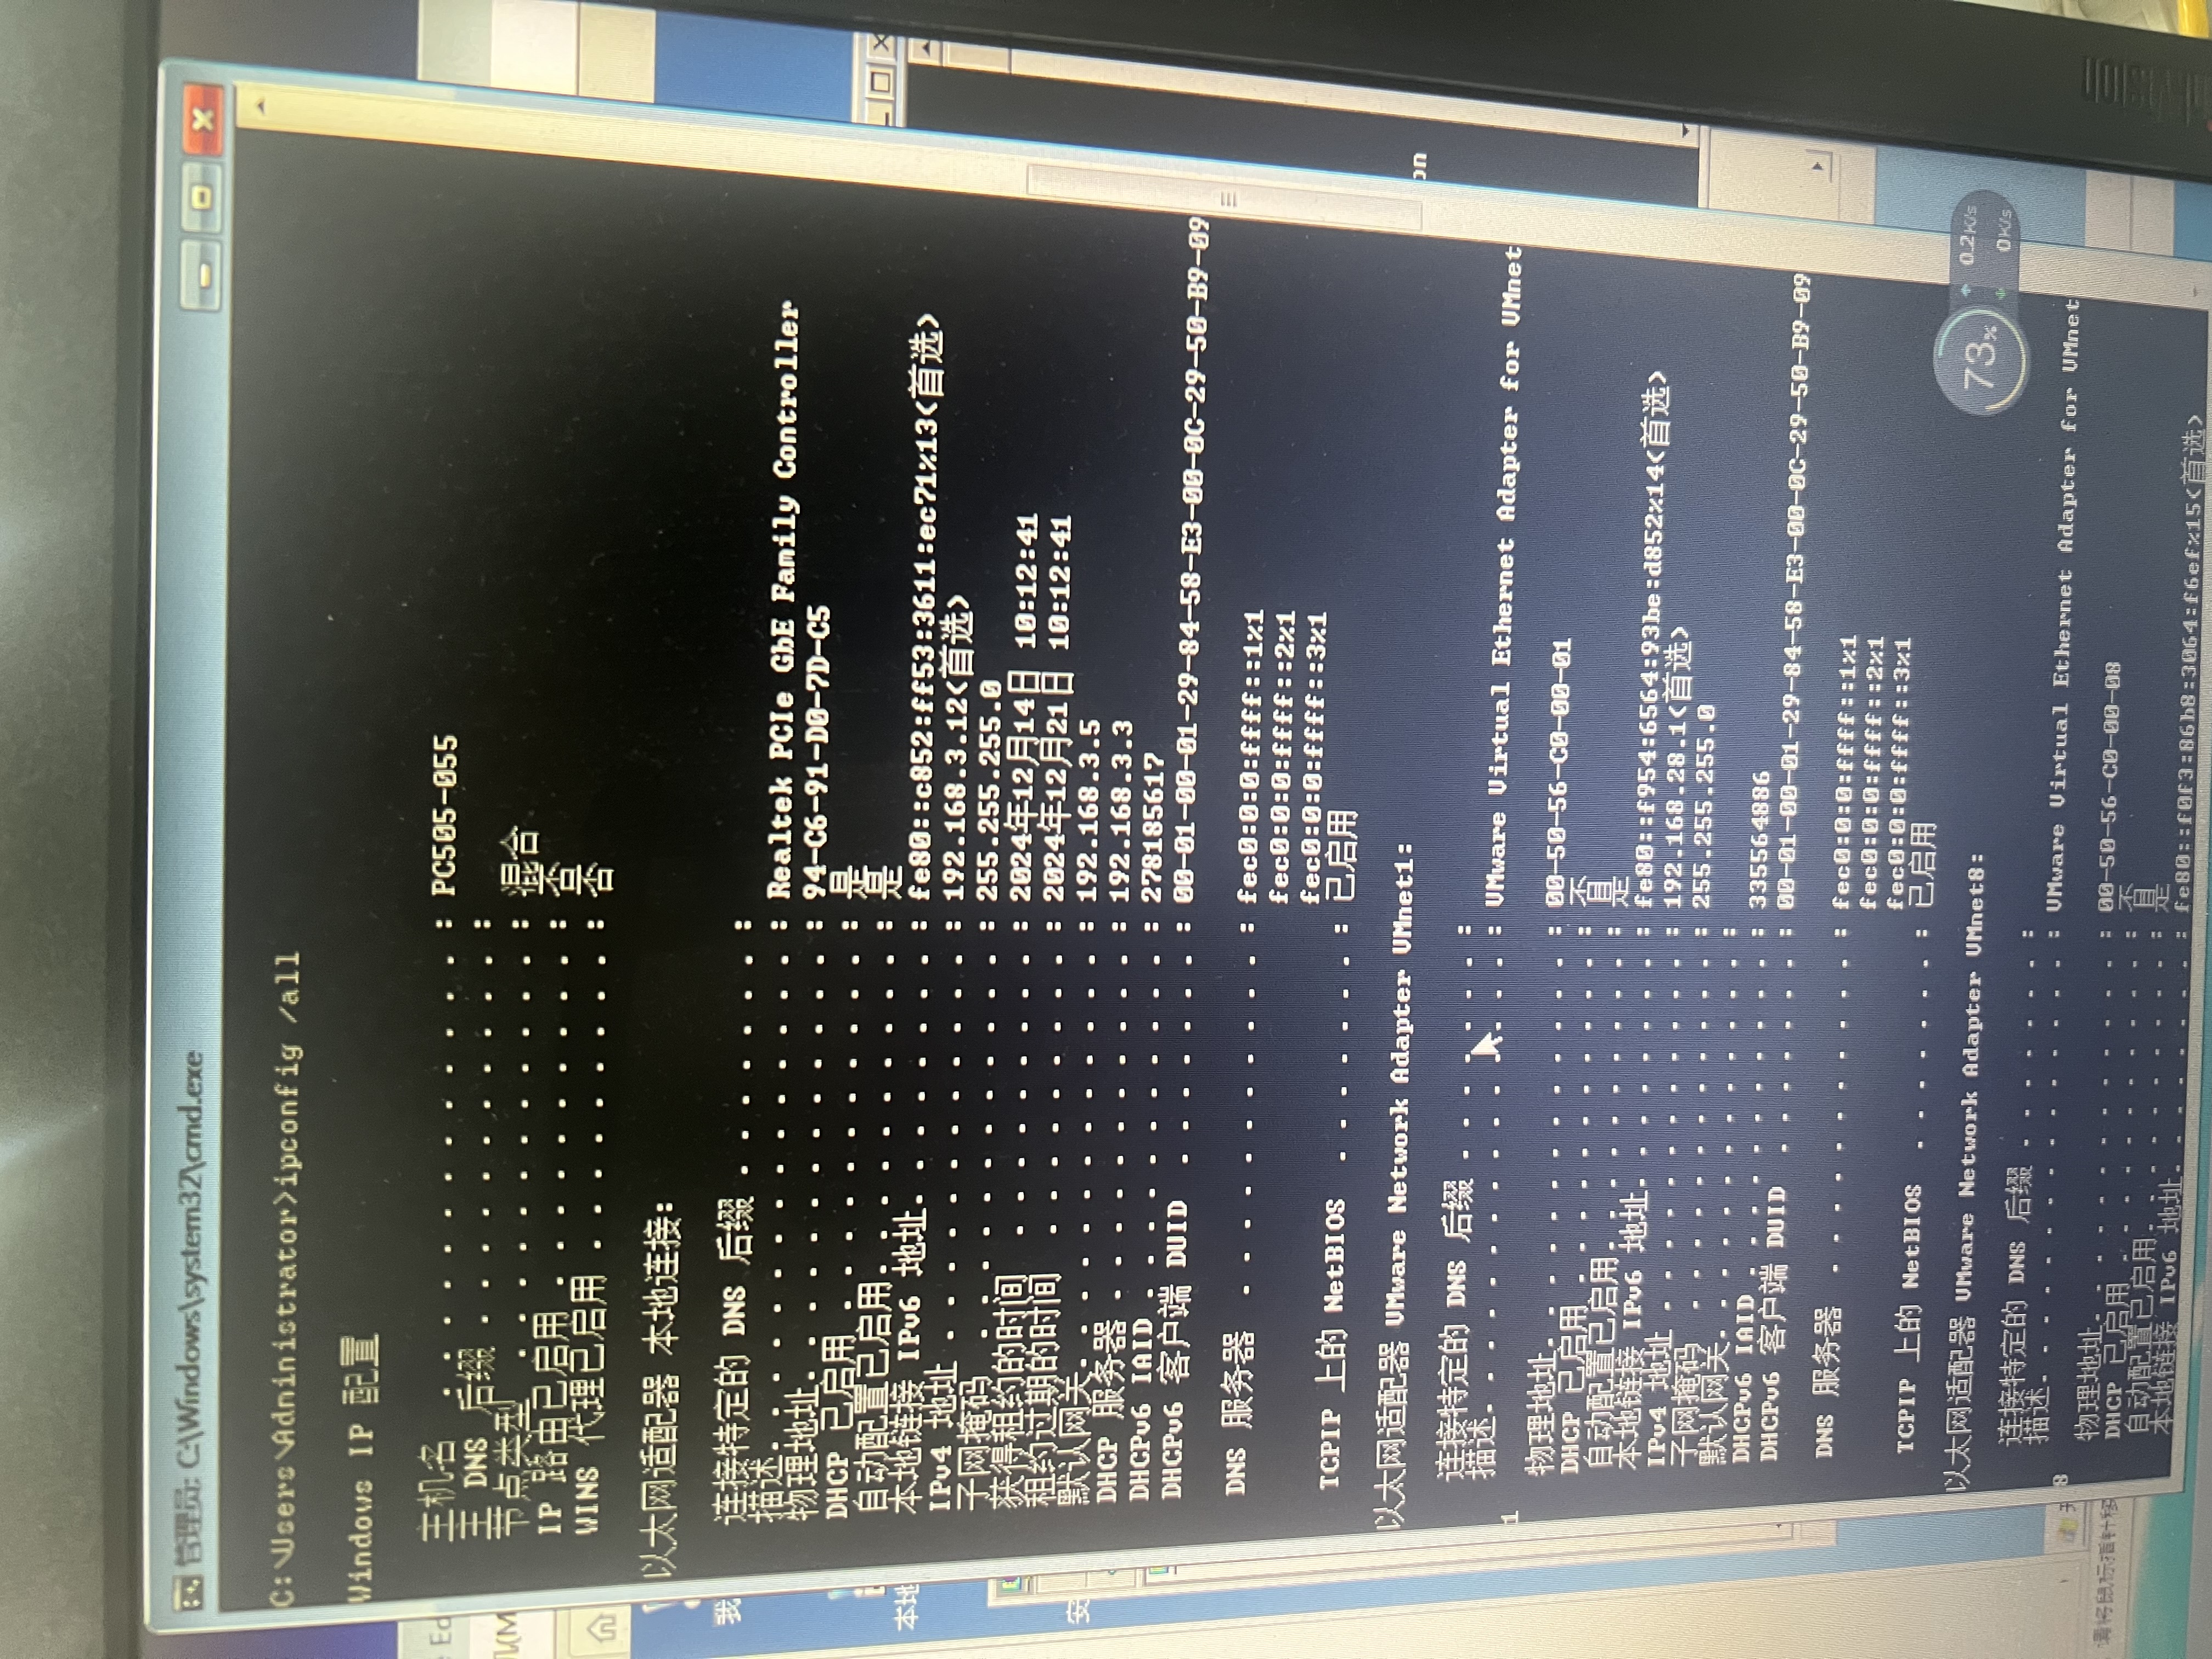 管理员: C:\Windows\system32\cmd.exe
C:\Users\Administrator>ipconfig /all
Windows IP 配置
主机名 . . . . . . . . . . . . . : PC505-055
主 DNS 后缀 . . . . . . . . . . . :
节点类型 . . . . . . . . . . . . : 混合
IP 路由已启用 . . . . . . . . . . : 否
WINS 代理已启用 . . . . . . . . . : 否
以太网适配器 本地连接:
连接特定的 DNS 后缀 . . . . . . . :
描述. . . . . . . . . . . . . . . : Realtek PCIe GbE Family Controller
物理地址. . . . . . . . . . . . . : 94-C6-91-D0-7D-C5
DHCP 已启用 . . . . . . . . . . . : 是
自动配置已启用. . . . . . . . . . : 是
本地链接 IPv6 地址. . . . . . . . : fe80::c852:ff53:3611:ec71%13(首选)
IPv4 地址 . . . . . . . . . . . . : 192.168.3.12(首选)
子网掩码 . . . . . . . . . . . . : 255.255.255.0
获得租约的时间 . . . . . . . . . : 2024年12月14日 10:12:41
租约过期的时间 . . . . . . . . . : 2024年12月21日 10:12:41
默认网关. . . . . . . . . . . . . : 192.168.3.5
DHCP 服务器 . . . . . . . . . . . : 192.168.3.3
DHCPv6 IAID . . . . . . . . . . . : 278185617
DHCPv6 客户端 DUID . . . . . . . : 00-01-00-01-29-84-58-E3-00-0C-29-50-B9-09
DNS 服务器 . . . . . . . . . . . : fec0:0:0:ffff::1%1
fec0:0:0:ffff::2%1
fec0:0:0:ffff::3%1
TCPIP 上的 NetBIOS . . . . . . . : 已启用
以太网适配器 VMware Network Adapter VMnet1:
连接特定的 DNS 后缀 . . . . . . . :
描述. . . . . . . . . . . . . . . : VMware Virtual Ethernet Adapter for VMnet
1
物理地址. . . . . . . . . . . . . : 00-50-56-C0-00-01
DHCP 已启用 . . . . . . . . . . . : 否
自动配置已启用. . . . . . . . . . : 是
本地链接 IPv6 地址. . . . . . . . : fe80::f954:6564:93be:d852%14(首选)
IPv4 地址 . . . . . . . . . . . . : 192.168.28.1(首选)
子网掩码 . . . . . . . . . . . . : 255.255.255.0
默认网关. . . . . . . . . . . . . :
DHCPv6 IAID . . . . . . . . . . . : 335564886
DHCPv6 客户端 DUID . . . . . . . : 00-01-00-01-29-84-58-E3-00-0C-29-50-B9-09
DNS 服务器 . . . . . . . . . . . : fec0:0:0:ffff::1%1
fec0:0:0:ffff::2%1
fec0:0:0:ffff::3%1
TCPIP 上的 NetBIOS . . . . . . . : 已启用
以太网适配器 VMware Network Adapter VMnet8:
连接特定的 DNS 后缀 . . . . . . . :
描述. . . . . . . . . . . . . . . : VMware Virtual Ethernet Adapter for VMnet
8
物理地址. . . . . . . . . . . . . : 00-50-56-C0-00-08
DHCP 已启用 . . . . . . . . . . . : 否
自动配置已启用. . . . . . . . . . : 是
本地链接 IPv6 地址. . . . . . . . : fe80::f0f3:86b8:3064:f6ef%15(首选)
73%
0.2K/s
0K/s
我
本地
安
on
请将鼠标指针移